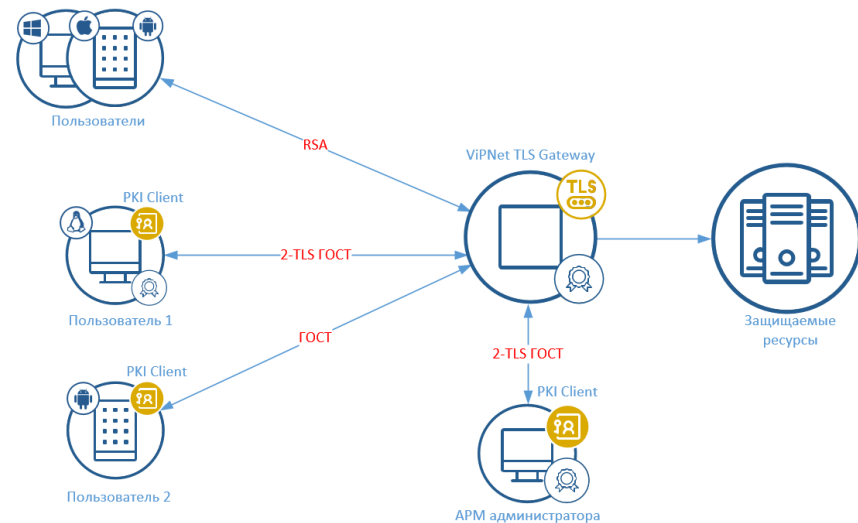 Пользователи
RSA
ViPNet TLS Gateway
TLS
PKI Client
2-TLS ГОСТ
Пользователь 1
Защищаемые
ресурсы
ГОСТ
2-TLS ГОСТ
PKI Client
PKI Client
Пользователь 2
АРМ администратора